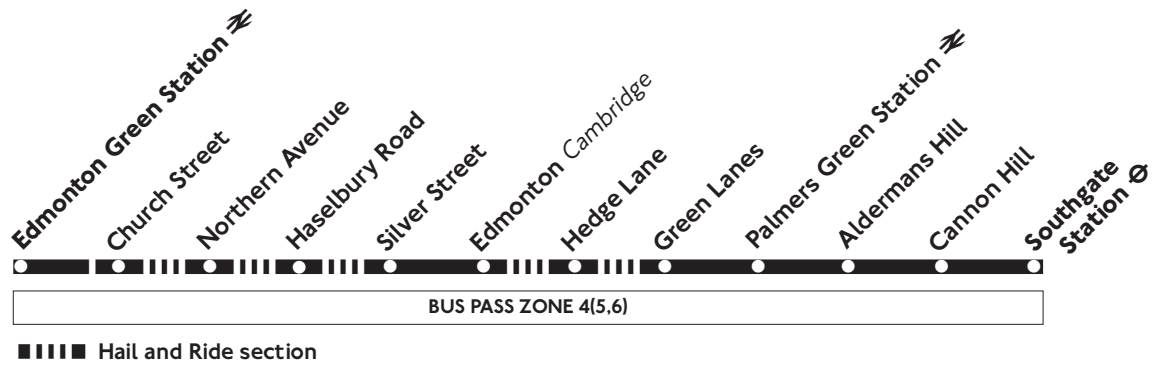 Edmonton Green Station
Church Street
Northern Avenue
Haselbury Road
Silver Street
Edmonton Cambridge
Hedge Lane
Green Lanes
Palmers Green Station
Aldermans Hill
Cannon Hill
Southgate
Station
BUS PASS ZONE 4(5,6)
Hail and Ride section